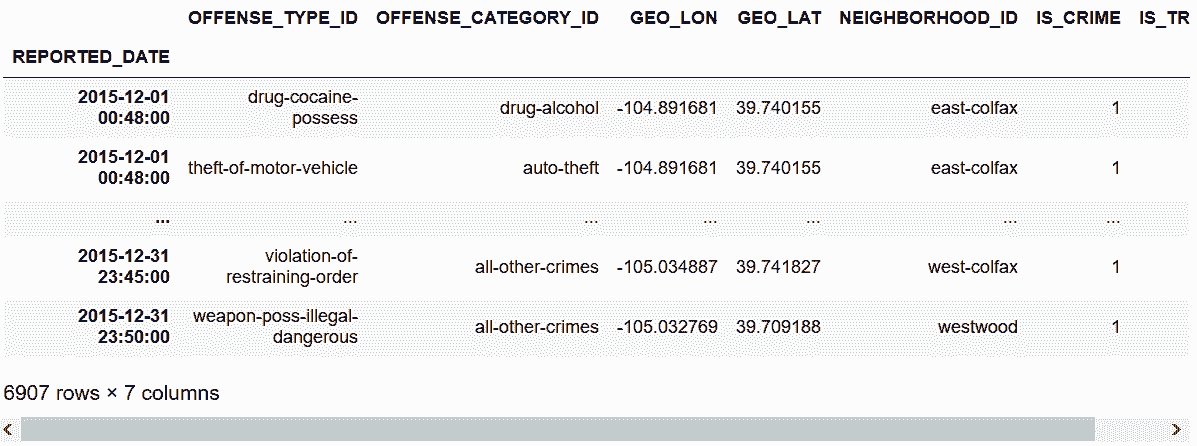 OFFENSE_TYPE_ID OFFENSE_CATEGORY_ID GEO_LON GEO_LAT NEIGHBORHOOD_ID IS_CRIME IS_TR
REPORTED_DATE
2015-12-01 00:48:00 drug-cocaine-possess drug-alcohol -104.891681 39.740155 east-colfax 1
2015-12-01 00:48:00 theft-of-motor-vehicle auto-theft -104.891681 39.740155 east-colfax 1
... ... ... ... ... ... ...
2015-12-31 23:45:00 violation-of-restraining-order all-other-crimes -105.034887 39.741827 west-colfax 1
2015-12-31 23:50:00 weapon-poss-illegal-dangerous all-other-crimes -105.032769 39.709188 westwood 1
6907 rows × 7 columns